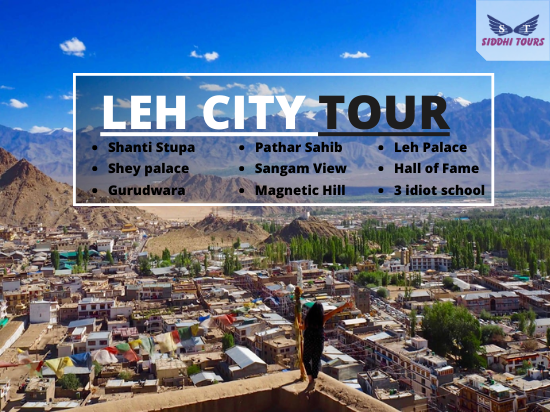 ST
SIDDHI TOURS
LEH CITY TOUR
• Shanti Stupa
• Shey palace
• Gurudwara
• Pathar Sahib
• Sangam View
• Magnetic Hill
• Leh Palace
• Hall of Fame
• 3 idiot school